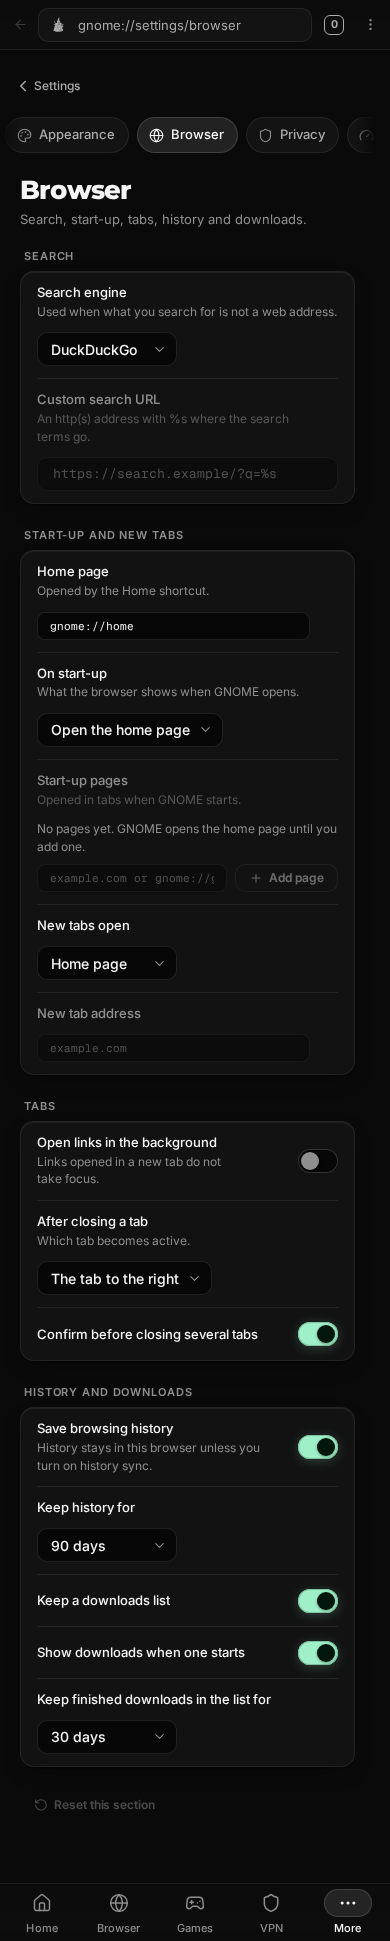 gnome://settings/browser
0
Settings
Appearance
Browser
Privacy
Browser
Search, start-up, tabs, history and downloads.
SEARCH
Search engine
Used when what you search for is not a web address.
DuckDuckGo
Custom search URL
An http(s) address with %s where the search
terms go.
https://search.example/?q=%s
START-UP AND NEW TABS
Home page
Opened by the Home shortcut.
gnome://home
On start-up
What the browser shows when GNOME opens.
Open the home page
Start-up pages
Opened in tabs when GNOME starts.
No pages yet. GNOME opens the home page until you
add one.
example.com or gnome://
Add page
New tabs open
Home page
New tab address
example.com
TABS
Open links in the background
Links opened in a new tab do not
take focus.
After closing a tab
Which tab becomes active.
The tab to the right
Confirm before closing several tabs
HISTORY AND DOWNLOADS
Save browsing history
History stays in this browser unless you
turn on history sync.
Keep history for
90 days
Keep a downloads list
Show downloads when one starts
Keep finished downloads in the list for
30 days
Reset this section
Home
Browser
Games
VPN
More